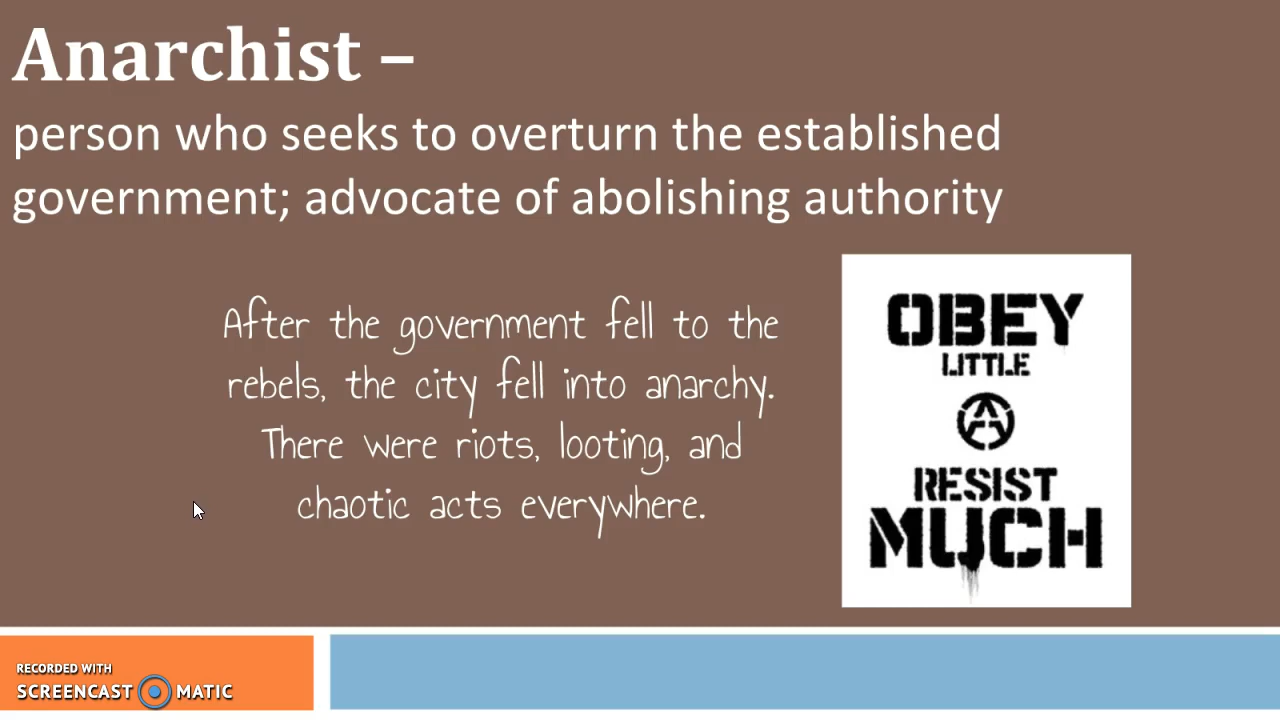 Anarchist –
person who seeks to overturn the established
government; advocate of abolishing authority
After the government fell to the
rebels, the city fell into anarchy.
There were riots, looting, and
chaotic acts everywhere.
OBEY
LITTLE
RESIST
MUCH
RECORDED WITH
SCREENCAST MATIC